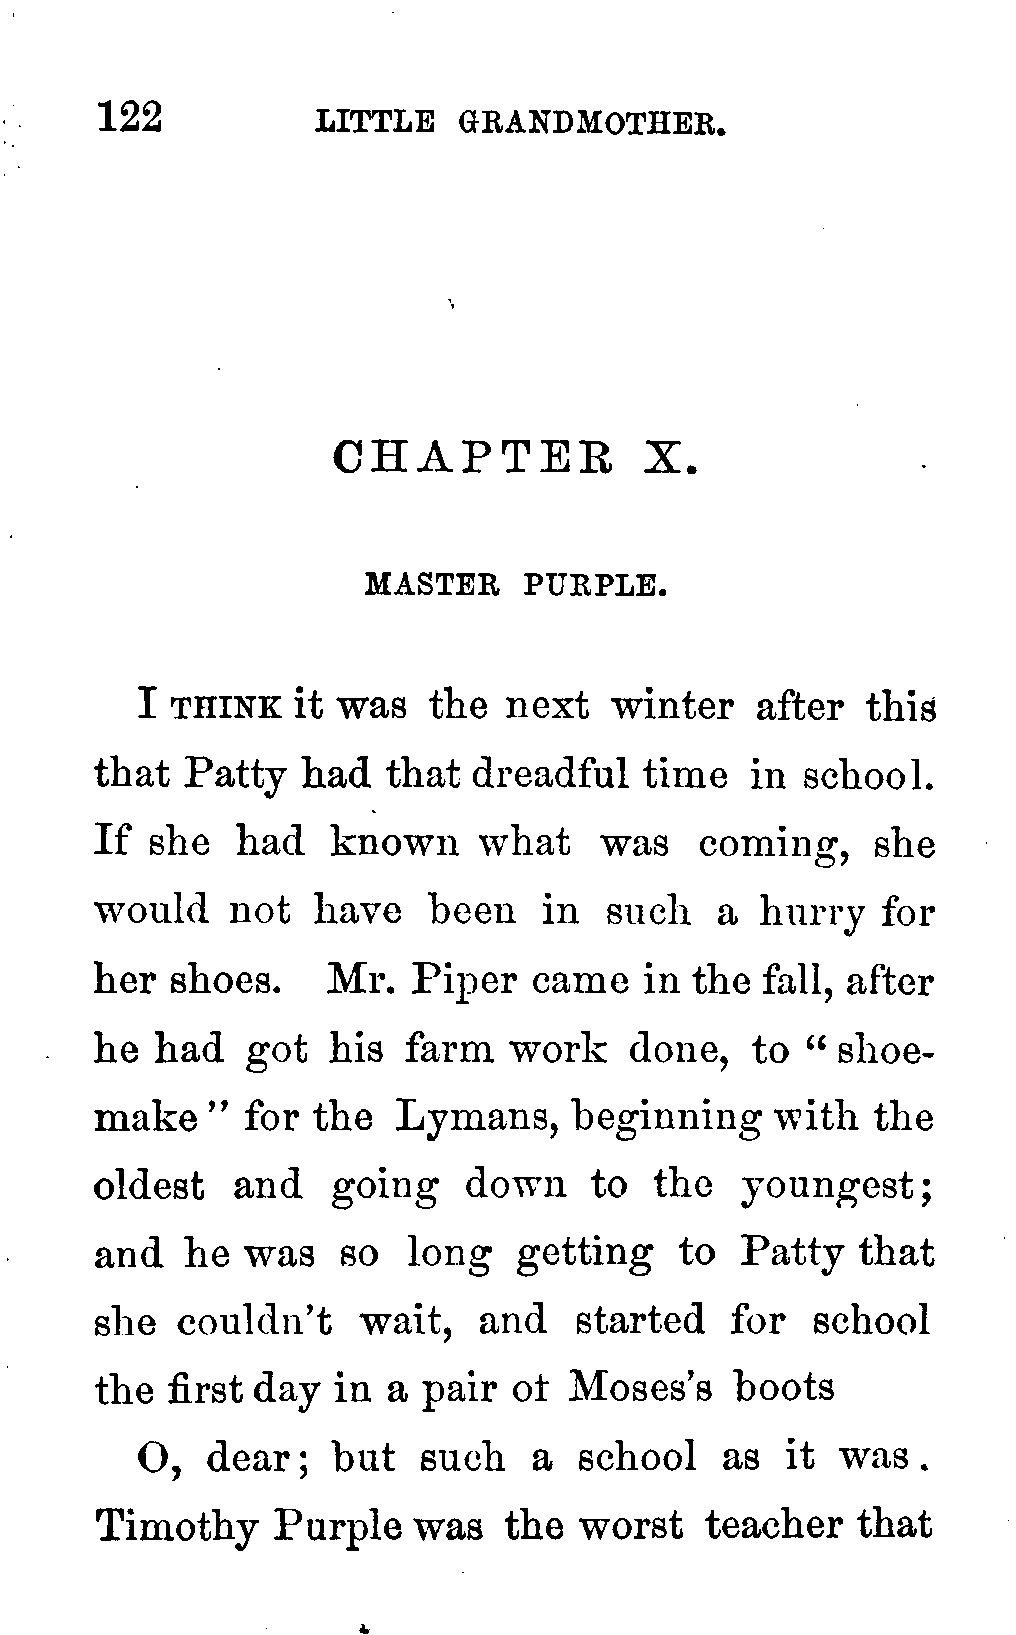 122 LITTLE GRANDMOTHER.
CHAPTER X.
MASTER PURPLE.
I THINK it was the next winter after this
that Patty had that dreadful time in school.
If she had known what was coming, she
would not have been in such a hurry for
her shoes. Mr. Piper came in the fall, after
he had got his farm work done, to “ shoe-
make ” for the Lymans, beginning with the
oldest and going down to the youngest;
and he was so long getting to Patty that
she couldn't wait, and started for school
the first day in a pair of Moses's boots
O, dear; but such a school as it was.
Timothy Purple was the worst teacher that